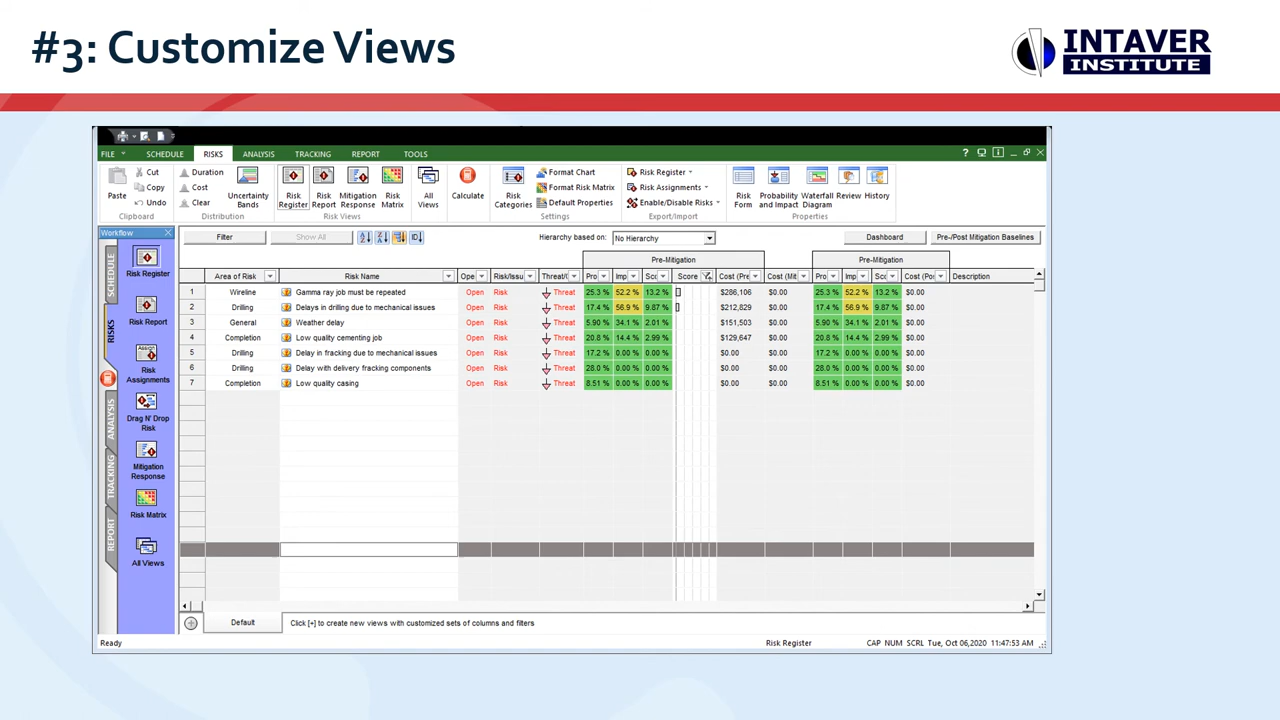 #3: Customize Views
INTAVER
INSTITUTE
FILE SCHEDULE RISKS ANALYSIS TRACKING REPORT TOOLS
Paste
Cut
Copy
Undo
Clipboard
Duration
Cost
Clear
Uncertainty
Bands
Distribution
Risk
Register
Risk
Report
Mitigation
Response
Risk
Matrix
Risk Views
All
Views
Calculate
Risk
Categories
Format Chart
Format Risk Matrix
Default Properties
Settings
Risk Register
Risk Assignments
Enable/Disable Risks
Export/Import
Risk
Form
Probability
and Impact
Waterfall
Diagram
Review
History
Properties
Workflow
SCHEDULE
RISKS
ANALYSIS
TRACKING
REPORT
Risk Register
Risk Report
Assign
Risk
Assignments
Drag N' Drop
Risk
Mitigation
Response
Risk Matrix
All Views
Filter Show All Hierarchy based on: No Hierarchy Dashboard Pre-/Post Mitigation Baselines
Pre-Mitigation Pre-Mitigation
Area of Risk Risk Name Ope Risk/Issu Threat/C Pro Imp Sco Score Cost (Pre Cost (Mit Pro Imp Sco Cost (Po: Description
1 Wireline Gamma ray job must be repeated Open Risk Threat 25.3 % 52.2 % 13.2 % $286,106 $0.00 25.3 % 52.2 % 13.2 % $0.00
2 Drilling Delays in drilling due to mechanical issues Open Risk Threat 17.4 % 56.9 % 9.87 % $212,829 $0.00 17.4 % 56.9 % 9.87 % $0.00
3 General Weather delay Open Risk Threat 5.90 % 34.1 % 2.01 % $151,503 $0.00 5.90 % 34.1 % 2.01 % $0.00
4 Completion Low quality cementing job Open Risk Threat 20.8 % 14.4 % 2.99 % $129,647 $0.00 20.8 % 14.4 % 2.99 % $0.00
5 Drilling Delay in fracking due to mechanical issues Open Risk Threat 17.2 % 0.00 % 0.00 % $0.00 $0.00 17.2 % 0.00 % 0.00 % $0.00
6 Drilling Delay with delivery fracking components Open Risk Threat 28.0 % 0.00 % 0.00 % $0.00 $0.00 28.0 % 0.00 % 0.00 % $0.00
7 Completion Low quality casing Open Risk Threat 8.51 % 0.00 % 0.00 % $0.00 $0.00 8.51 % 0.00 % 0.00 % $0.00
Default Click [+] to create new views with customized sets of columns and filters
Ready Risk Register CAP NUM SCRL Tue, Oct 06,2020 11:47:53 AM